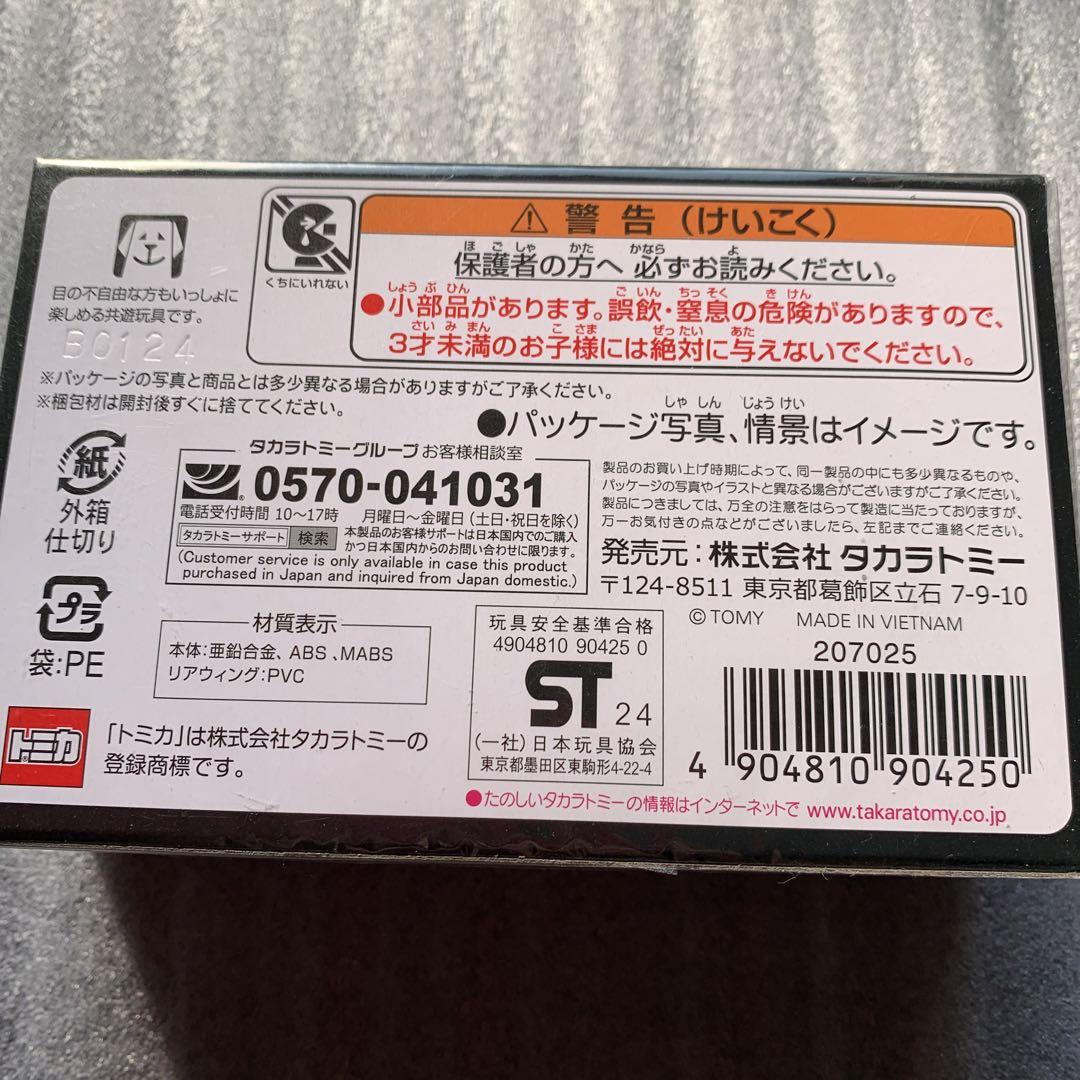 目の不自由な方もいっしょに
楽しめる共遊玩具です。
B0124
くちにいれない
警告（けいこく）
ほごしゃ かた かなら よ
保護者の方へ 必ずお読みください。
しょうぶひん ごいん ちっそく きけん
●小部品があります。誤飲・窒息の危険がありますので、
さいみまん こさま ぜったい あた
3才未満のお子様には絶対に与えないでください。
※パッケージの写真と商品とは多少異なる場合がありますがご了承ください。
※梱包材は開封後すぐに捨ててください。
しゃしん じょうけい
●パッケージ写真、情景はイメージです。
紙
外箱
仕切り
プラ
袋:PE
タカラトミーグループ お客様相談室
0570-041031
電話受付時間 10～17時 月曜日～金曜日（土日・祝日を除く）
タカラトミーサポート 検索
本製品のお客様サポートは日本国内でのご購入
かつ日本国内からのお問い合わせに限ります。
(Customer service is only available in case this product
purchased in Japan and inquired from Japan domestic.)
製品のお買い上げ時期によって、同一製品の中にも多少異なるものや、
パッケージの写真やイラストと異なる場合がございますがご了承ください。
製品につきましては、万全の注意をはらって製造に当たっておりますが、
万一お気付きの点などがございましたら、左記までご連絡ください。
発売元：株式会社 タカラトミー
〒124-8511 東京都葛飾区立石 7-9-10
© TOMY MADE IN VIETNAM
207025
材質表示
本体:亜鉛合金、ABS、MABS
リアウィング:PVC
玩具安全基準合格
4904810 90425 0
ST 24
(一社)日本玩具協会
東京都墨田区東駒形4-22-4
4 904810 904250
トミカ
「トミカ」は株式会社タカラトミーの
登録商標です。
●たのしいタカラトミーの情報はインターネットで www.takaratomy.co.jp